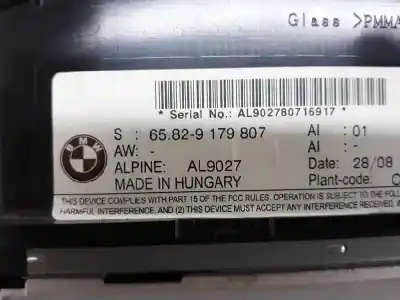 Glass >PMMA
* Serial No.: AL902780716917 *
BMW
S : 65.82-9 179 807 AI : 01
AW: - AI : -
ALPINE: AL9027 Date: 28/08
MADE IN HUNGARY Plant-code:
THIS DEVICE COMPLIES WITH PART 15 OF THE FCC RULES. OPERATION IS SUBJECT TO
HARMFUL INTERFERENCE, AND (2) THIS DEVICE MUST ACCEPT ANY INTERFERENCE